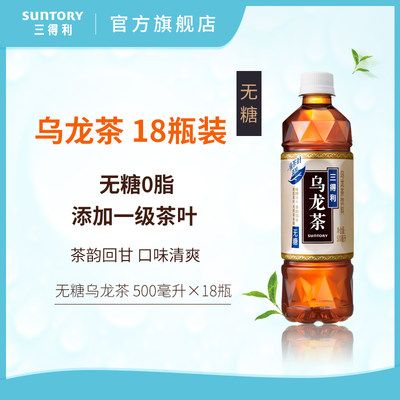 SUNTORY
三得利
官方旗舰店
无糖
乌龙茶 18瓶装
无糖0脂
添加一级茶叶
茶韵回甘 口味清爽
无糖乌龙茶 500毫升×18瓶
三得利
乌龙茶
SUNTORY
无糖